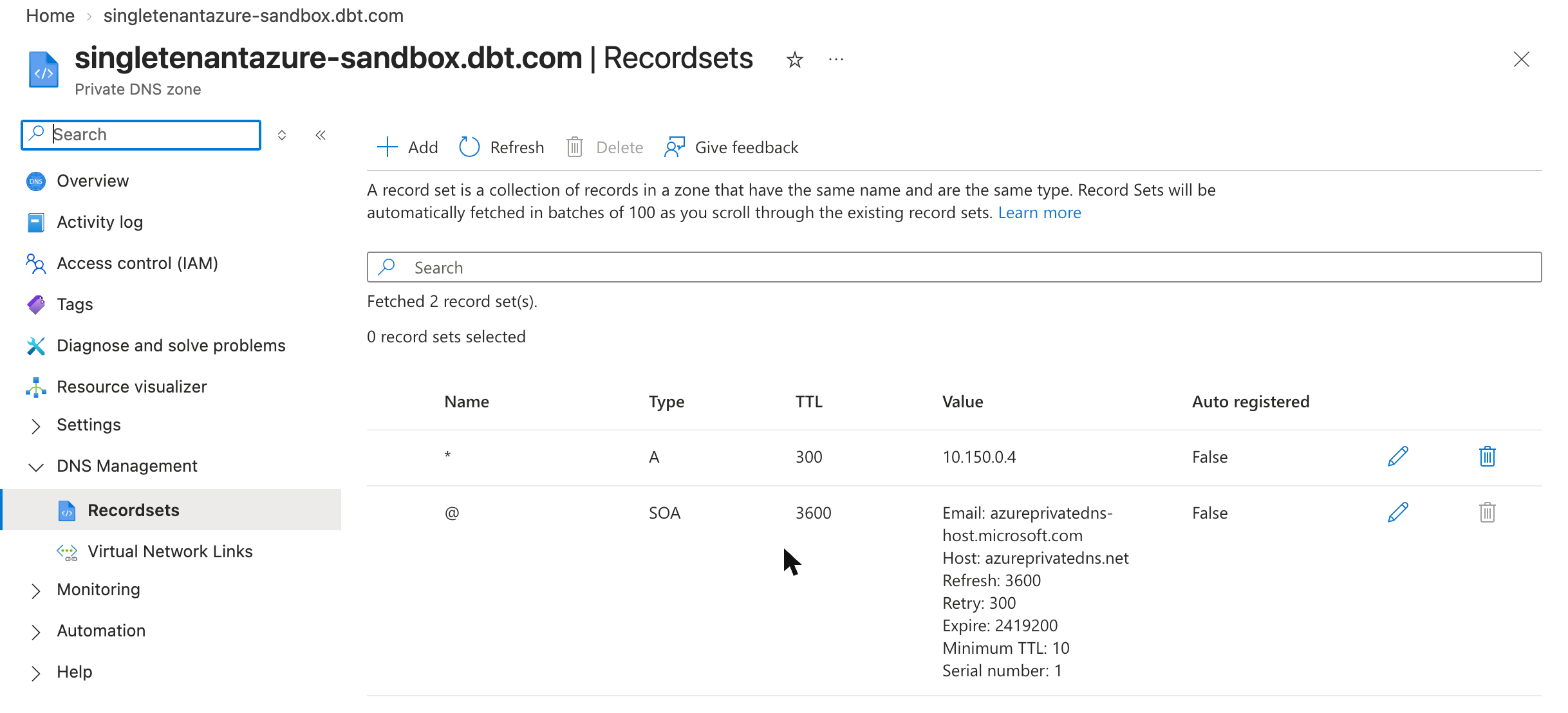 Home > singletenantazure-sandbox.dbt.com
singletenantazure-sandbox.dbt.com | Recordsets
Private DNS zone
Search
Overview
Activity log
Access control (IAM)
Tags
Diagnose and solve problems
Resource visualizer
Settings
DNS Management
Recordsets
Virtual Network Links
Monitoring
Automation
Help
Add Refresh Delete Give feedback
A record set is a collection of records in a zone that have the same name and are the same type. Record Sets will be
automatically fetched in batches of 100 as you scroll through the existing record sets. Learn more
Search
Fetched 2 record set(s).
0 record sets selected
Name Type TTL Value Auto registered
* A 300 10.150.0.4 False
@ SOA 3600 Email: azureprivatedns- False
host.microsoft.com
Host: azureprivatedns.net
Refresh: 3600
Retry: 300
Expire: 2419200
Minimum TTL: 10
Serial number: 1